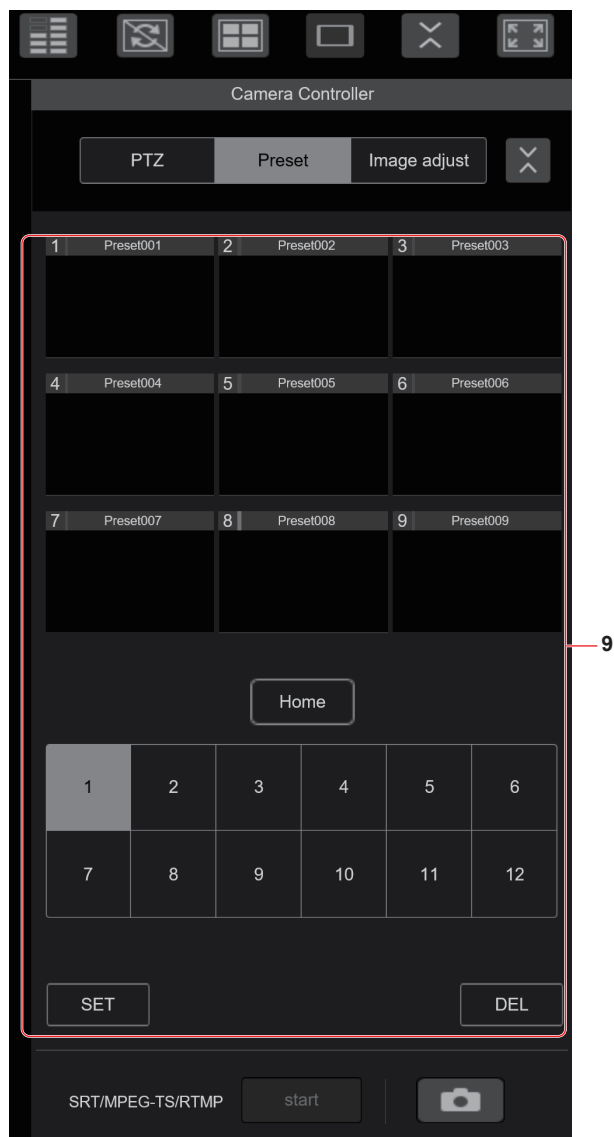 Camera Controller
PTZ Preset Image adjust
1 Preset001 2 Preset002 3 Preset003
4 Preset004 5 Preset005 6 Preset006
7 Preset007 8 Preset008 9 Preset009
9
Home
1 2 3 4 5 6
7 8 9 10 11 12
SET DEL
SRT/MPEG-TS/RTMP start